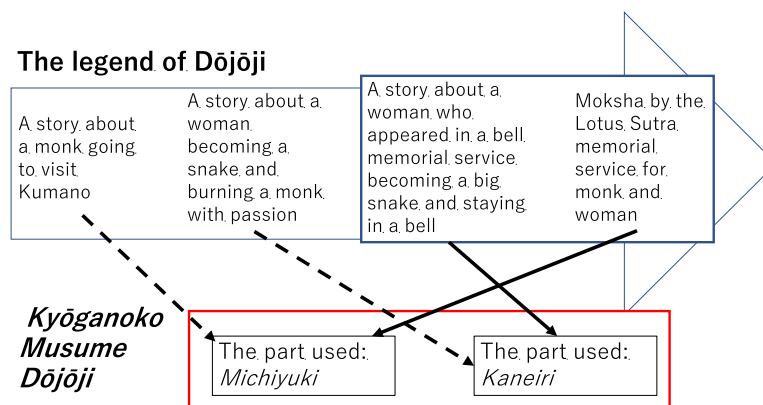 The legend of Dōjōji
A story about
a monk going
to visit
Kumano
A story about a
woman
becoming a
snake and
burning a monk
with passion
A story about a
woman who
appeared in a bell
memorial service
becoming a big
snake and staying
in a bell
Moksha by the
Lotus Sutra
memorial
service for
monk and
woman
Kyōganoko
Musume
Dōjōji
The part used:
Michiyuki
The part used:
Kaneiri